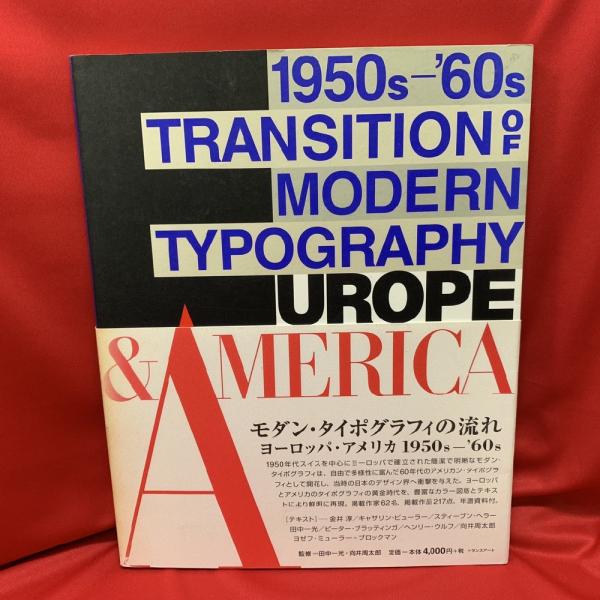 1950s–'60s
TRANSITION OF
MODERN
TYPOGRAPHY
EUROPE
& AMERICA
モダン・タイポグラフィの流れ
ヨーロッパ・アメリカ 1950s–'60s
1950年代スイスを中心にヨーロッパで確立された簡潔で明晰なモダン・
タイポグラフィは、自由で多様性に富んだ60年代のアメリカン・タイポグラ
フィとして開花し、当時の日本のデザイン界へ衝撃を与えた。ヨーロッパ
とアメリカのタイポグラフィの黄金時代を、豊富なカラー図版とテキス
トにより鮮明に再現。掲載作家62名、掲載作品217点、年譜資料付。
[テキスト]—金井 淳／キャサリン・ビューラー／スティーブン・ヘラー
田中一光／ピーター・ブラッティンガ／ヘンリー・ウルフ／向井周太郎
ヨゼフ・ミューラー=ブロックマン
監修—田中一光・向井周太郎 定価—本体4,000円+税 トランスアート